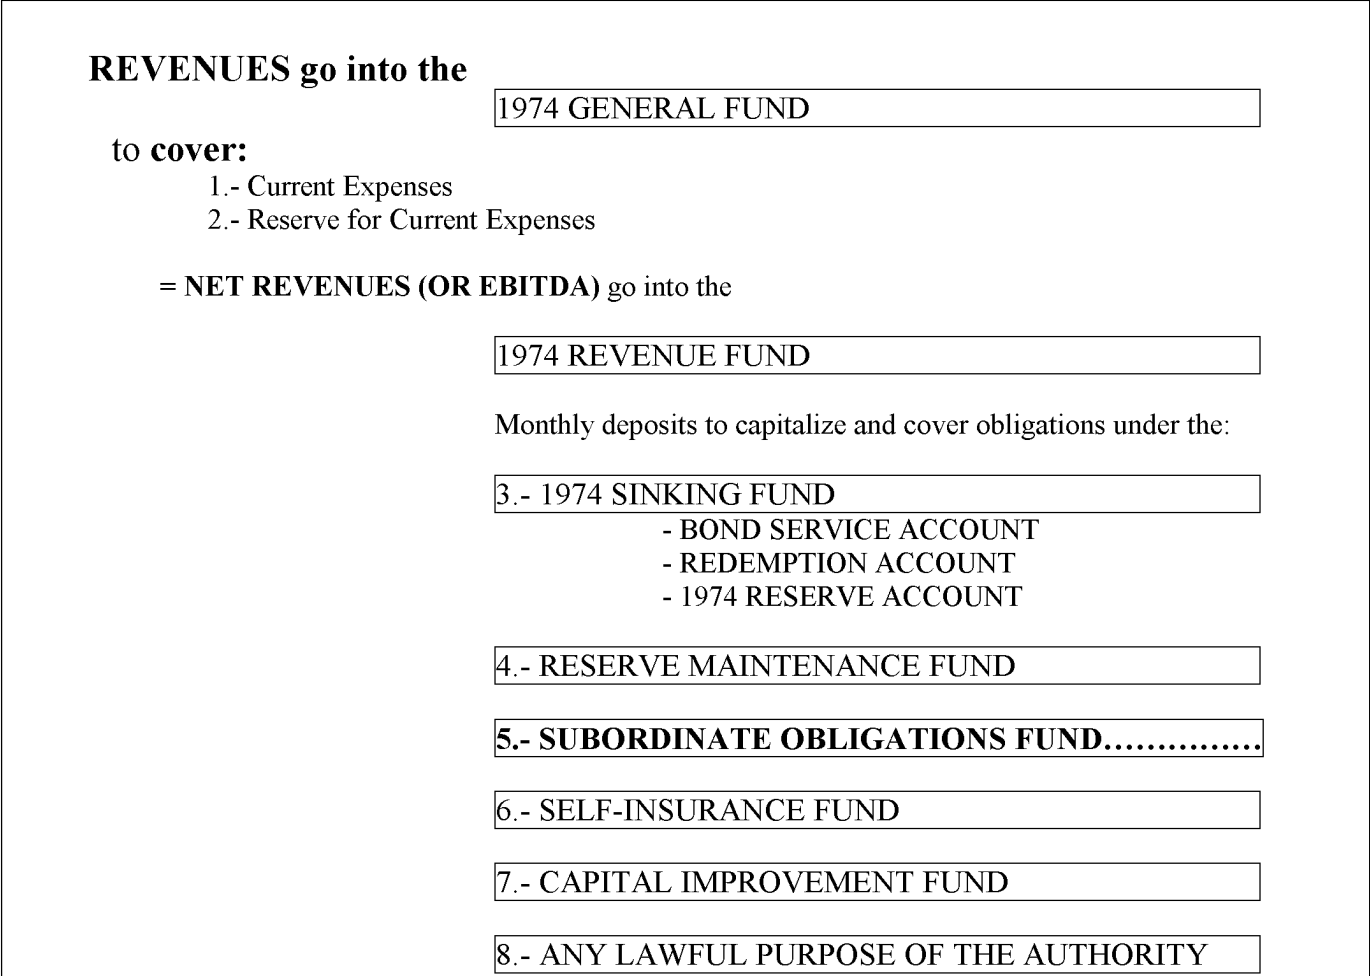 REVENUES go into the
1974 GENERAL FUND
to cover:
1.- Current Expenses
2.- Reserve for Current Expenses
= NET REVENUES (OR EBITDA) go into the
1974 REVENUE FUND
Monthly deposits to capitalize and cover obligations under the:
3.- 1974 SINKING FUND
- BOND SERVICE ACCOUNT
- REDEMPTION ACCOUNT
- 1974 RESERVE ACCOUNT
4.- RESERVE MAINTENANCE FUND
5.- SUBORDINATE OBLIGATIONS FUND...............
6.- SELF-INSURANCE FUND
7.- CAPITAL IMPROVEMENT FUND
8.- ANY LAWFUL PURPOSE OF THE AUTHORITY